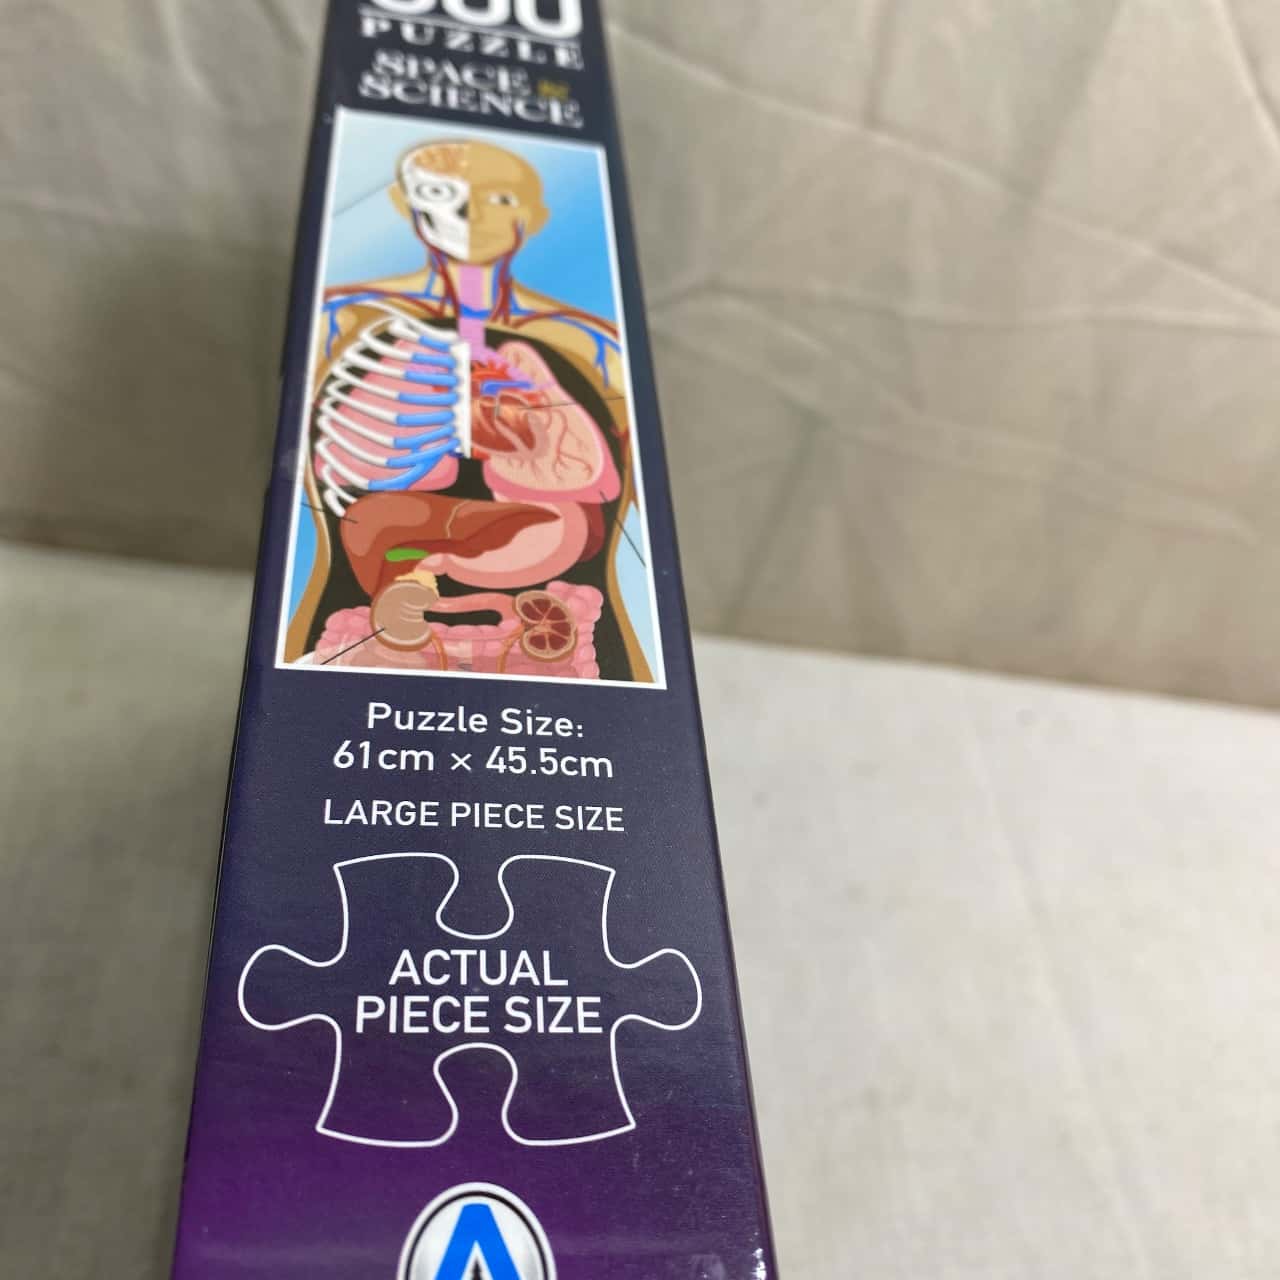 PUZZLE
SPACE &
SCIENCE
Puzzle Size:
61cm × 45.5cm
LARGE PIECE SIZE
ACTUAL
PIECE SIZE
A